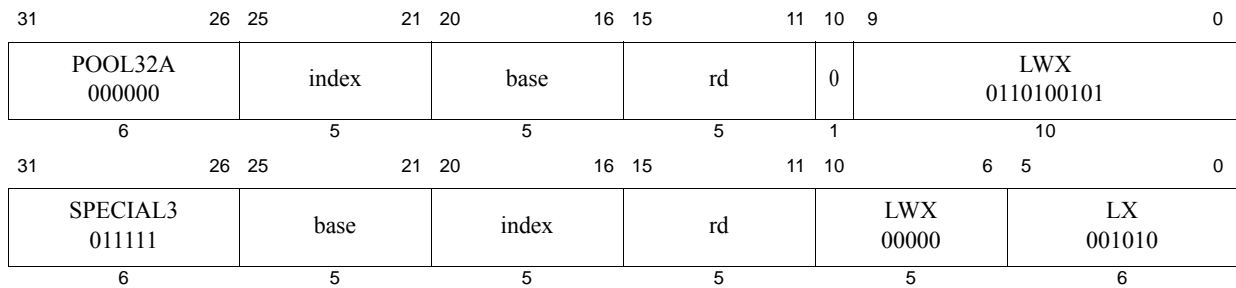 31 26 25 21 20 16 15 11 10 9 0
POOL32A index base rd 0 LWX
000000 0110100101
6 5 5 5 1 10
31 26 25 21 20 16 15 11 10 6 5 0
SPECIAL3 base index rd LWX LX
011111 00000 001010
6 5 5 5 5 6